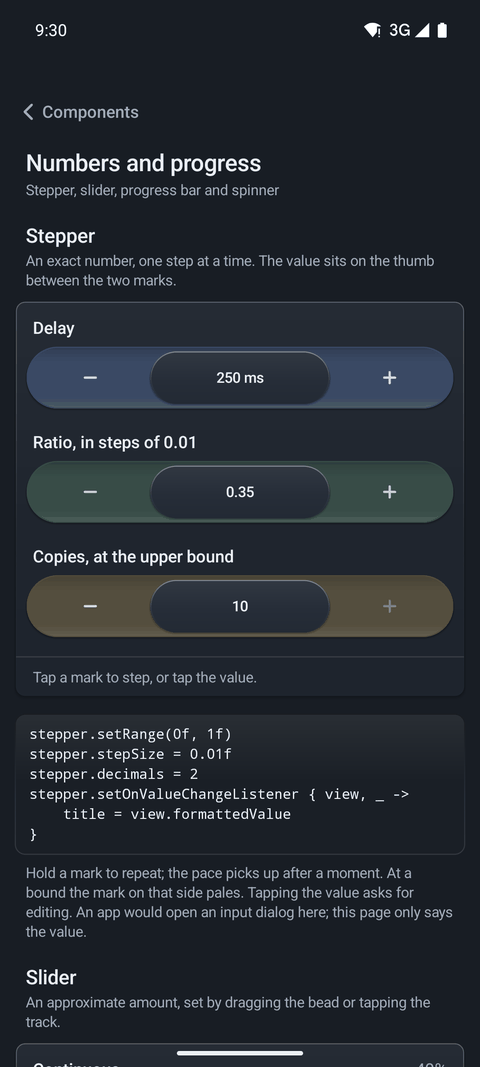 9:30
3G
Components
Numbers and progress
Stepper, slider, progress bar and spinner
Stepper
An exact number, one step at a time. The value sits on the thumb
between the two marks.
Delay
− 250 ms +
Ratio, in steps of 0.01
− 0.35 +
Copies, at the upper bound
− 10 +
Tap a mark to step, or tap the value.
stepper.setRange(0f, 1f)
stepper.stepSize = 0.01f
stepper.decimals = 2
stepper.setOnValueChangeListener { view, _ ->
    title = view.formattedValue
}
Hold a mark to repeat; the pace picks up after a moment. At a
bound the mark on that side pales. Tapping the value asks for
editing. An app would open an input dialog here; this page only says
the value.
Slider
An approximate amount, set by dragging the bead or tapping the
track.
Continuous